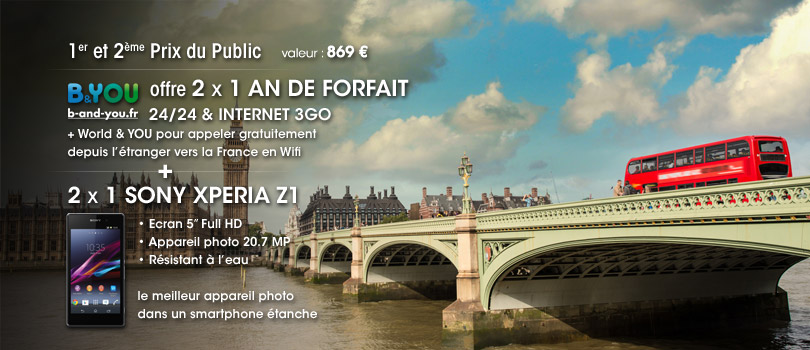 1er et 2ème Prix du Public valeur : 869 €
B&YOU offre 2 x 1 AN DE FORFAIT
b-and-you.fr 24/24 & INTERNET 3GO
+ World & YOU pour appeler gratuitement
depuis l'étranger vers la France en Wifi
+
2 x 1 SONY XPERIA Z1
• Ecran 5" Full HD
• Appareil photo 20.7 MP
• Résistant à l'eau
le meilleur appareil photo
dans un smartphone étanche